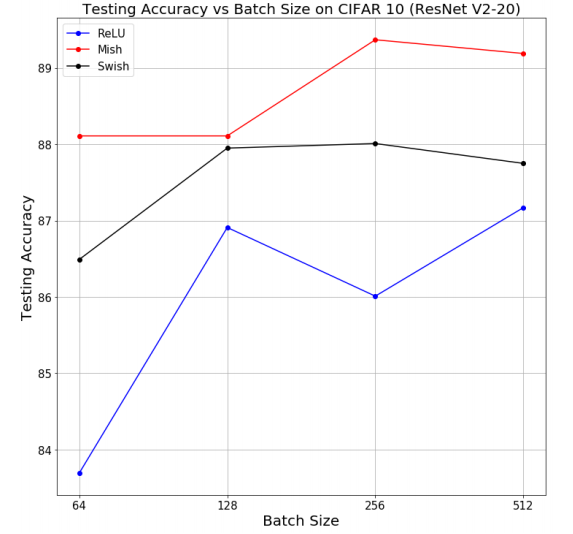 Testing Accuracy vs Batch Size on CIFAR 10 (ResNet V2-20)
ReLU
Mish
Swish
89
88
87
86
85
84
Testing Accuracy
64 128 256 512
Batch Size